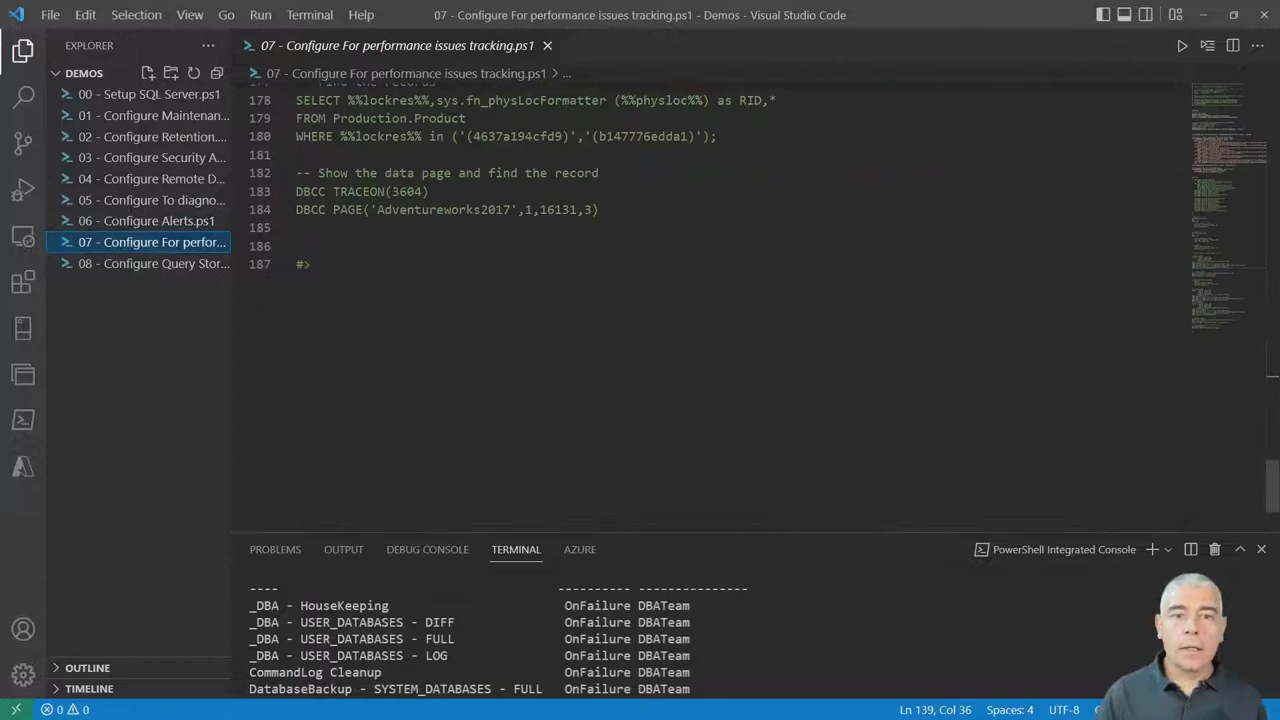 File Edit Selection View Go Run Terminal Help
07 - Configure For performance issues tracking.ps1 - Demos - Visual Studio Code
EXPLORER
DEMOS
00 - Setup SQL Server.ps1
01 - Configure Maintenan...
02 - Configure Retention....
03 - Configure Security A...
04 - Configure Remote D...
05 - Configure To diagno...
06 - Configure Alerts.ps1
07 - Configure For perfor...
08 - Configure Query Stor...
OUTLINE
TIMELINE
07 - Configure For performance issues tracking.ps1
07 - Configure For performance issues tracking.ps1 > ...
178 SELECT %%lockres%%,sys.fn_physLocFormatter (%%physloc%%) as RID,*
179 FROM Production.Product
180 WHERE %%lockres%% in ('(4637a194cfd9)','(b147776edda1)');
181
182 -- Show the data page and find the record
183 DBCC TRACEON(3604)
184 DBCC PAGE('Adventureworks2017',1,16131,3)
185
186
187 #>
PROBLEMS OUTPUT DEBUG CONSOLE TERMINAL AZURE
PowerShell Integrated Console
---- ---------- ---------------
_DBA - HouseKeeping OnFailure DBATeam
_DBA - USER_DATABASES - DIFF OnFailure DBATeam
_DBA - USER_DATABASES - FULL OnFailure DBATeam
_DBA - USER_DATABASES - LOG OnFailure DBATeam
CommandLog Cleanup OnFailure DBATeam
DatabaseBackup - SYSTEM_DATABASES - FULL OnFailure DBATeam
0 0
Ln 139, Col 36 Spaces: 4 UTF-8